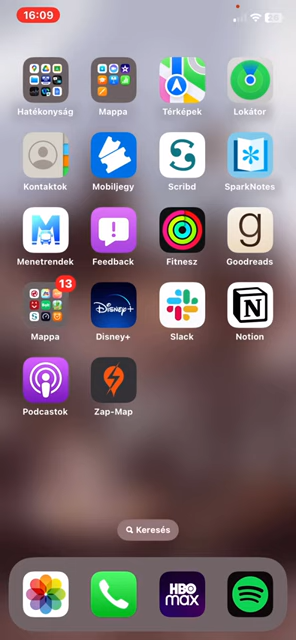 16:09
Hatékonyság Mappa Térképek Lokátor
Kontaktok Mobiljegy Scribd SparkNotes
M
g
Menetrendek Feedback Fitnesz Goodreads
13
Disney+
N
Mappa Disney+ Slack Notion
Podcastok Zap-Map
Keresés
HBO
max